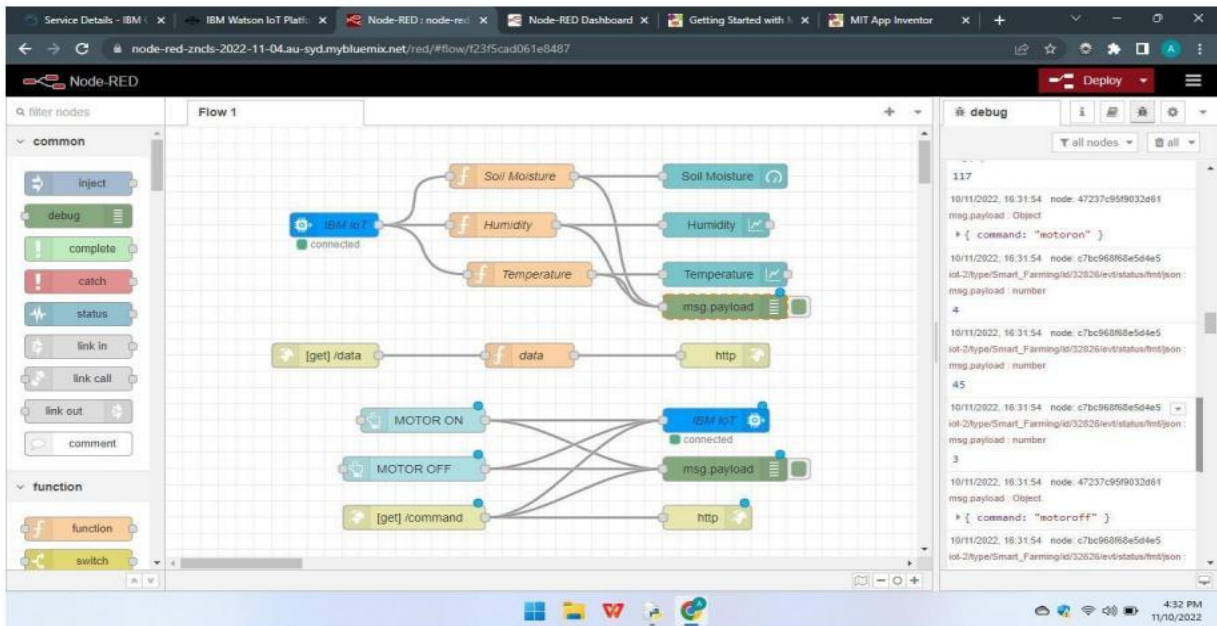 Service Details - IBM
IBM Watson IoT Platf
Node-RED : node-red
Node-RED Dashboard
Getting Started with
MIT App Inventor
node-red-zncls-2022-11-04.au-syd.mybluemix.net/red/#flow/f23f5cad061e8487
Node-RED
Deploy
filter nodes
Flow 1
debug
common
all nodes
all
inject
debug
complete
catch
status
link in
link call
link out
comment
function
function
switch
Soil Moisture
Soil Moisture
IBM IoT
connected
Humidity
Humidity
Temperature
Temperature
msg.payload
[get] /data
data
http
MOTOR ON
IBM IoT
connected
MOTOR OFF
msg.payload
[get] /command
http
117
10/11/2022, 16:31:54 node: 47237c95f9032d61
msg.payload : Object
{ command: "motoron" }
10/11/2022, 16:31:54 node: c7bc968f68e5d4e5
iot-2/type/Smart_Farming/id/32826/evt/status/fmt/json :
msg.payload : number
4
10/11/2022, 16:31:54 node: c7bc968f68e5d4e5
iot-2/type/Smart_Farming/id/32826/evt/status/fmt/json :
msg.payload : number
45
10/11/2022, 16:31:54 node: c7bc968f68e5d4e5
iot-2/type/Smart_Farming/id/32826/evt/status/fmt/json :
msg.payload : number
3
10/11/2022, 16:31:54 node: 47237c95f9032d61
msg.payload : Object
{ command: "motoroff" }
10/11/2022, 16:31:54 node: c7bc968f68e5d4e5
iot-2/type/Smart_Farming/id/32826/evt/status/fmt/json :
4:32 PM
11/10/2022